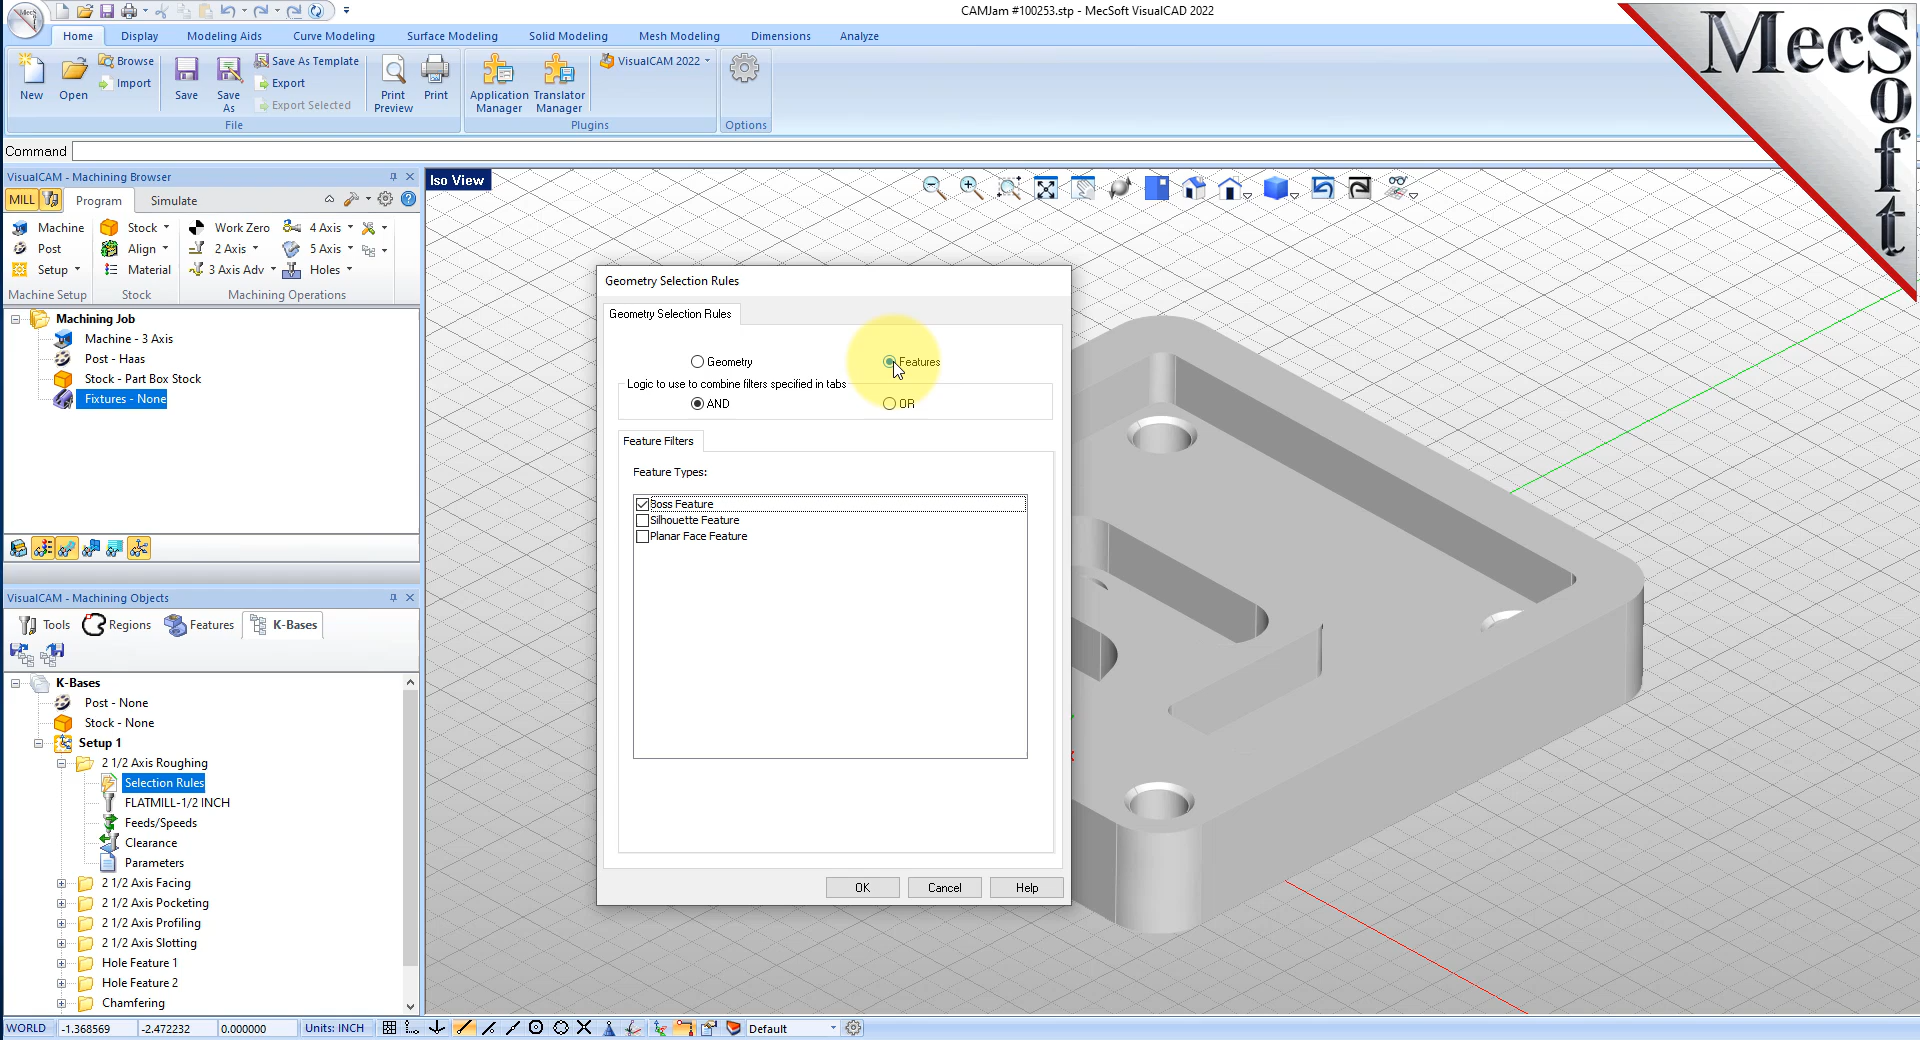 CAMJam #100253.stp - MecSoft VisualCAD 2022
Home Display Modeling Aids Curve Modeling Surface Modeling Solid Modeling Mesh Modeling Dimensions Analyze
New Open Browse Import Save Save As Save As Template Export Export Selected Print Preview Print Application Manager Translator Manager VisualCAM 2022
File Plugins Options
Command
MecSoft
VisualCAM - Machining Browser
Iso View
MILL Program Simulate
Machine Stock Work Zero 4 Axis
Post Align 2 Axis 5 Axis
Setup Material 3 Axis Adv Holes
Machine Setup Stock Machining Operations
Machining Job
Machine - 3 Axis
Post - Haas
Stock - Part Box Stock
Fixtures - None
VisualCAM - Machining Objects
Tools Regions Features K-Bases
K-Bases
Post - None
Stock - None
Setup 1
2 1/2 Axis Roughing
Selection Rules
FLATMILL-1/2 INCH
Feeds/Speeds
Clearance
Parameters
2 1/2 Axis Facing
2 1/2 Axis Pocketing
2 1/2 Axis Profiling
2 1/2 Axis Slotting
Hole Feature 1
Hole Feature 2
Chamfering
Geometry Selection Rules
Geometry Selection Rules
Geometry Features
Logic to use to combine filters specified in tabs
AND OR
Feature Filters
Feature Types:
Boss Feature
Silhouette Feature
Planar Face Feature
OK Cancel Help
WORLD -1.368569 -2.472232 0.000000 Units: INCH Default